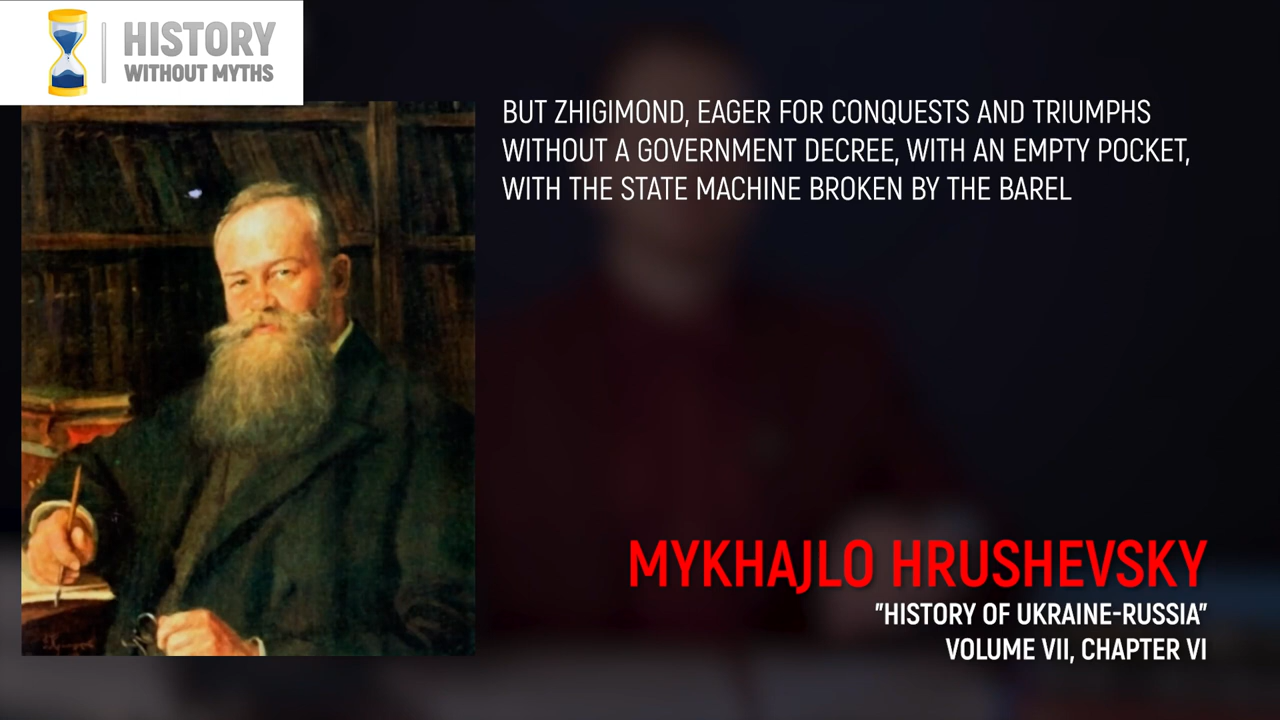 HISTORY
WITHOUT MYTHS
BUT ZHIGIMOND, EAGER FOR CONQUESTS AND TRIUMPHS
WITHOUT A GOVERNMENT DECREE, WITH AN EMPTY POCKET,
WITH THE STATE MACHINE BROKEN BY THE BAREL
MYKHAJLO HRUSHEVSKY
"HISTORY OF UKRAINE-RUSSIA"
VOLUME VII, CHAPTER VI